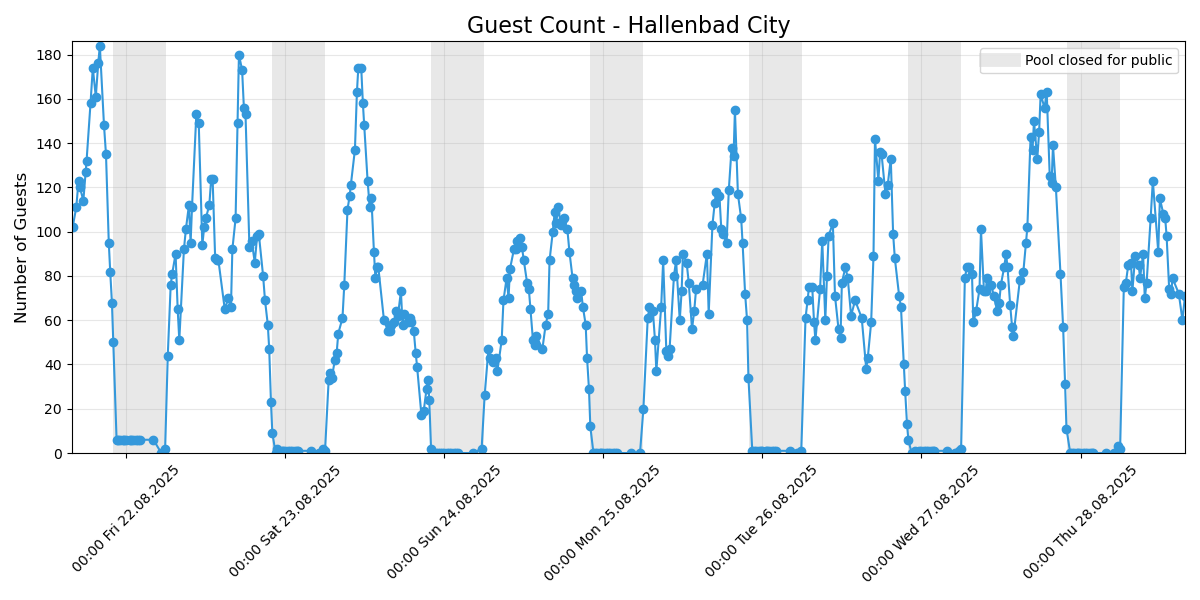 Guest Count - Hallenbad City
Pool closed for public
Number of Guests
180
160
140
120
100
80
60
40
20
0
00:00 Fri 22.08.2025
00:00 Sat 23.08.2025
00:00 Sun 24.08.2025
00:00 Mon 25.08.2025
00:00 Tue 26.08.2025
00:00 Wed 27.08.2025
00:00 Thu 28.08.2025